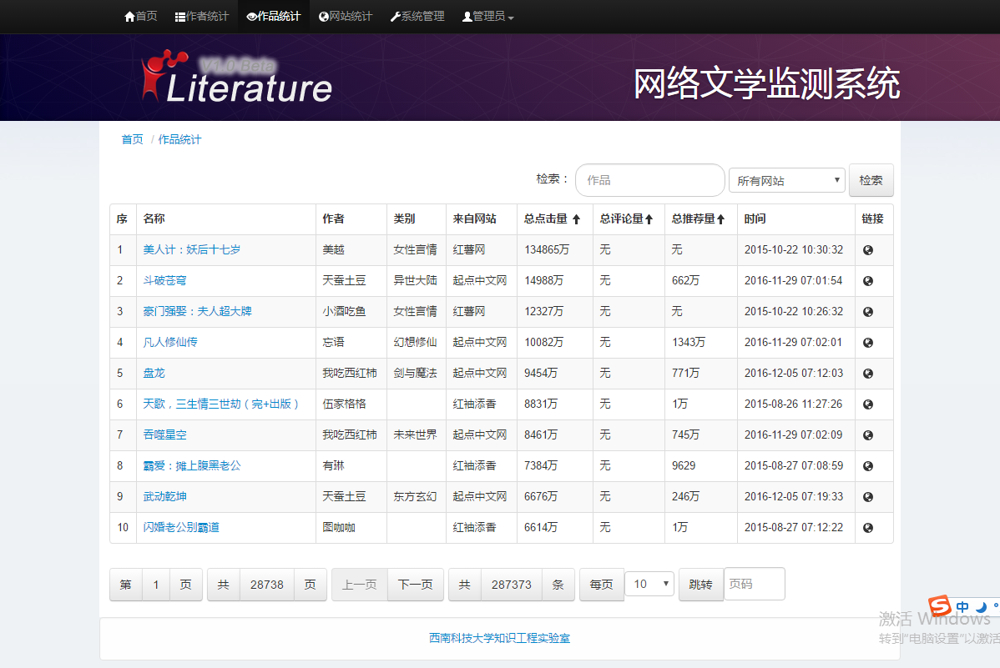 首页 作者统计 作品统计 网站统计 系统管理 管理员
V1.0 Beta
Literature
网络文学监测系统
首页 / 作品统计
检索： 作品 所有网站 检索
序 名称 作者 类别 来自网站 总点击量 总评论量 总推荐量 时间 链接
1 美人计：妖后十七岁 美越 女性言情 红薯网 134865万 无 无 2015-10-22 10:30:32
2 斗破苍穹 天蚕土豆 异世大陆 起点中文网 14988万 无 662万 2016-11-29 07:01:54
3 豪门强娶：夫人超大牌 小酒吃鱼 女性言情 红薯网 12327万 无 无 2015-10-22 10:26:32
4 凡人修仙传 忘语 幻想修仙 起点中文网 10082万 无 1343万 2016-11-29 07:02:01
5 盘龙 我吃西红柿 剑与魔法 起点中文网 9454万 无 771万 2016-12-05 07:12:03
6 天歌，三生情三世劫（完+出版） 伍家格格 红袖添香 8831万 无 1万 2015-08-26 11:27:26
7 吞噬星空 我吃西红柿 未来世界 起点中文网 8461万 无 745万 2016-11-29 07:02:09
8 霸爱：摊上腹黑老公 有琳 红袖添香 7384万 无 9629 2015-08-27 07:08:59
9 武动乾坤 天蚕土豆 东方玄幻 起点中文网 6676万 无 246万 2016-12-05 07:19:33
10 闪婚老公别霸道 图咖咖 红袖添香 6614万 无 1万 2015-08-27 07:12:22
第 1 页 共 28738 页 上一页 下一页 共 287373 条 每页 10 跳转 页码
中
激活 Windows
转到"电脑设置"以激活
西南科技大学知识工程实验室